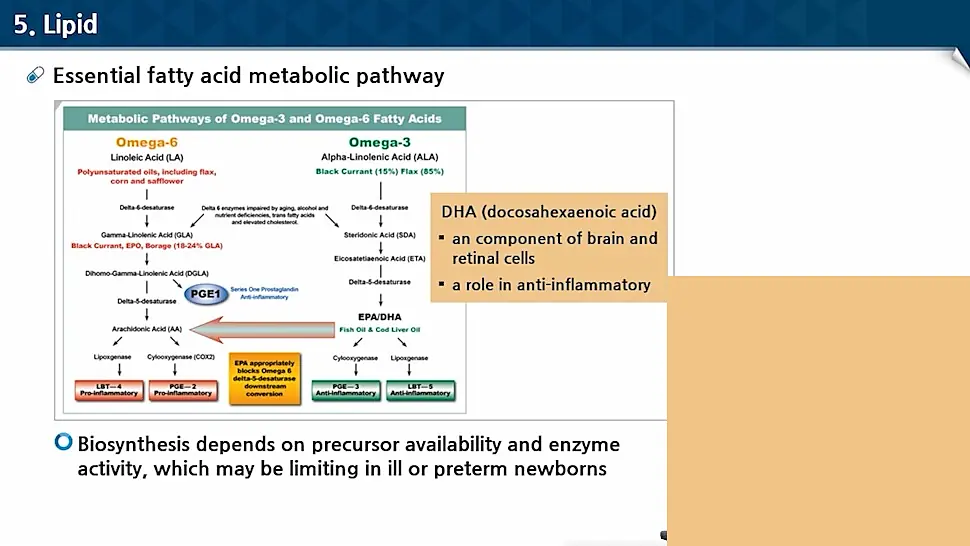 5. Lipid
Essential fatty acid metabolic pathway
Metabolic Pathways of Omega-3 and Omega-6 Fatty Acids
Omega-6
Linoleic Acid (LA)
Polyunsaturated oils, including flax,
corn and safflower
Delta-6-desaturase
Gamma-Linolenic Acid (GLA)
Black Currant, EPO, Borage (18-24% GLA)
Dihomo-Gamma-Linolenic Acid (DGLA)
PGE1
Series One Prostaglandin
Anti-inflammatory
Delta-5-desaturase
Arachidonic Acid (AA)
Lipoxgenase
Cylooxygenase (COX2)
LBT—4
Pro-inflammatory
PGE—2
Pro-inflammatory
Delta 6 enzymes impaired by aging, alcohol and
nutrient deficiencies, trans fatty acids
and elevated cholesterol.
EPA appropriately
blocks Omega 6
delta-5-desaturase
downstream
conversion
Omega-3
Alpha-Linolenic Acid (ALA)
Black Currant (15%) Flax (85%)
Delta-6-desaturase
Steridonic Acid (SDA)
Eicosatetiaenoic Acid (ETA)
Delta-5-desaturase
EPA/DHA
Fish Oil & Cod Liver Oil
Cylooxygenase
Lipoxgenase
PGE—3
Anti-inflammatory
LBT—5
Anti-inflammatory
DHA (docosahexaenoic acid)
▪ an component of brain and
retinal cells
▪ a role in anti-inflammatory
Biosynthesis depends on precursor availability and enzyme
activity, which may be limiting in ill or preterm newborns